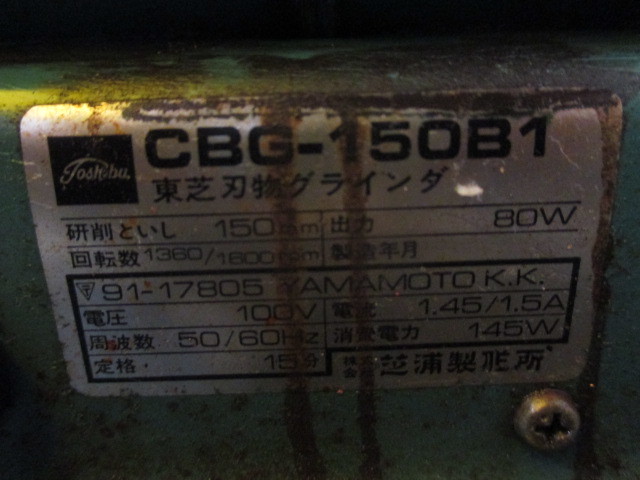 Toshiba
CBG-150B1
東芝刃物グラインダ
研削といし 150mm 出力 80W
回転数 1360/1600rpm 製造年月
〒 91-17805 YAMAMOTO K.K.
電圧 100V 電流 1.45/1.5A
周波数 50/60Hz 消費電力 145W
定格 15分 株式会社 芝浦製作所